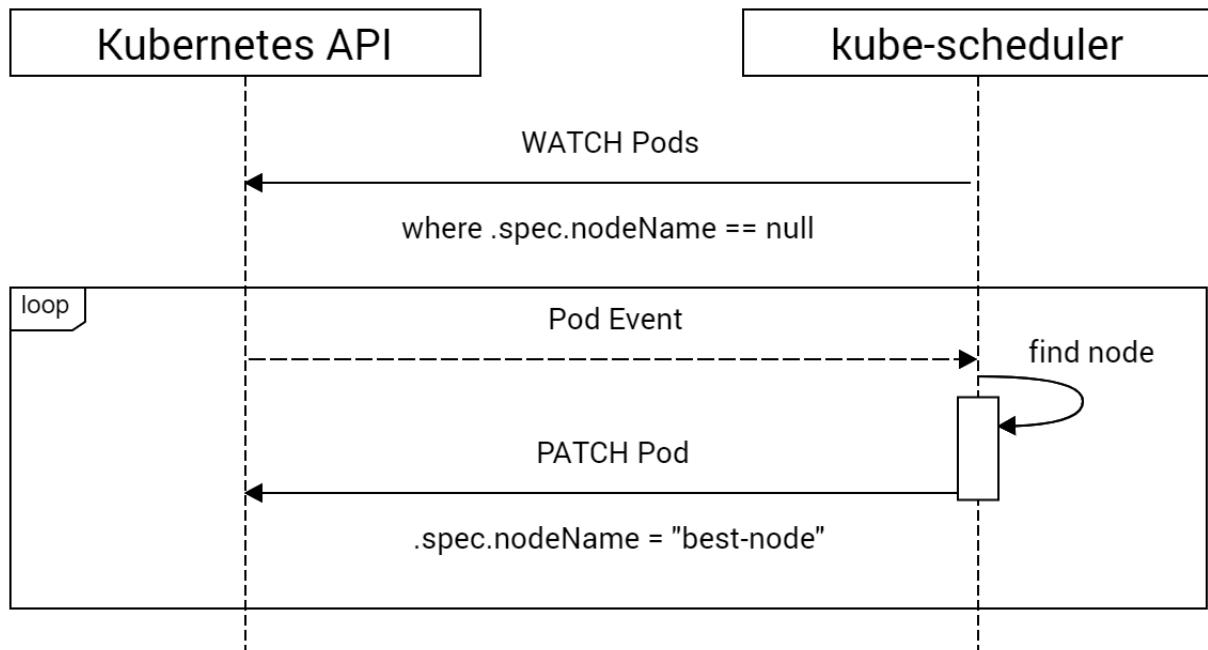 Kubernetes API
kube-scheduler
WATCH Pods
where .spec.nodeName == null
loop
Pod Event
find node
PATCH Pod
.spec.nodeName = "best-node"